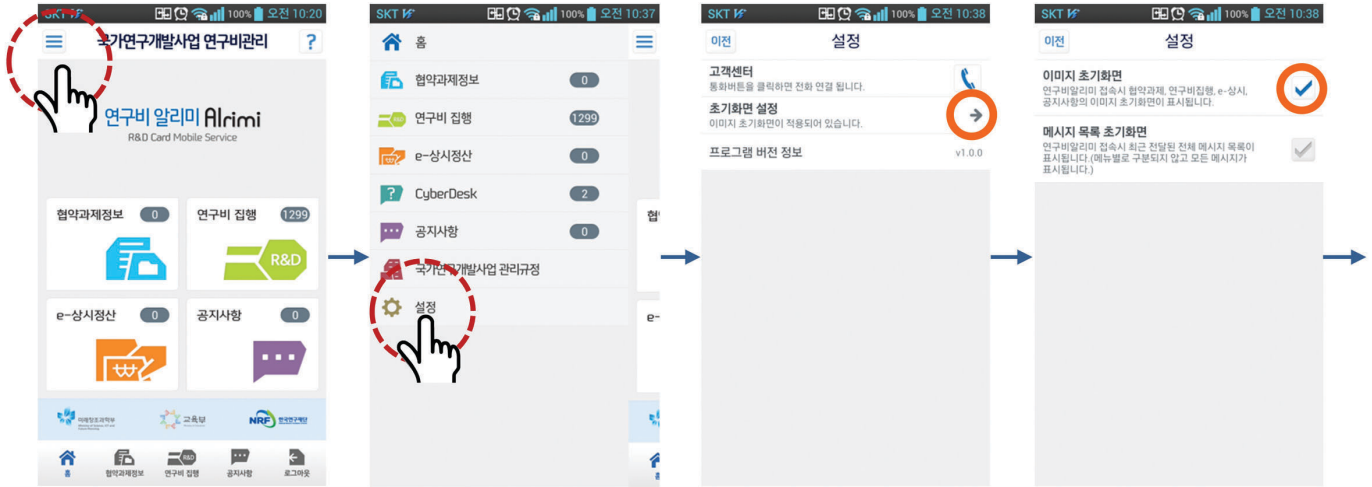 SKT 100% 오전 10:20
국가연구개발사업 연구비관리 ?
연구비 알리미 Alrimi
R&D Card Mobile Service
협약과제정보 0
연구비 집행 1299
R&D
e-상시정산 0
공지사항 0
미래창조과학부
교육부
NRF 한국연구재단
홈
협약과제정보
R&D
연구비 집행
공지사항
로그아웃
SKT 100% 오전 10:37
홈
협약과제정보 0
연구비 집행 1299
R&D
e-상시정산 0
CyberDesk 2
공지사항 0
국가연구개발사업 관리규정
설정
협
e-
홈
SKT 100% 오전 10:38
이전 설정
고객센터
통화버튼을 클릭하면 전화 연결 됩니다.
초기화면 설정
이미지 초기화면이 적용되어 있습니다.
프로그램 버전 정보 v1.0.0
SKT 100% 오전 10:38
이전 설정
이미지 초기화면
연구비알리미 접속시 협약과제, 연구비집행, e-상시,
공지사항의 이미지 초기화면이 표시됩니다.
메시지 목록 초기화면
연구비알리미 접속시 최근 전달된 전체 메시지 목록이
표시됩니다.(메뉴별로 구분되지 않고 모든 메시지가
표시됩니다.)